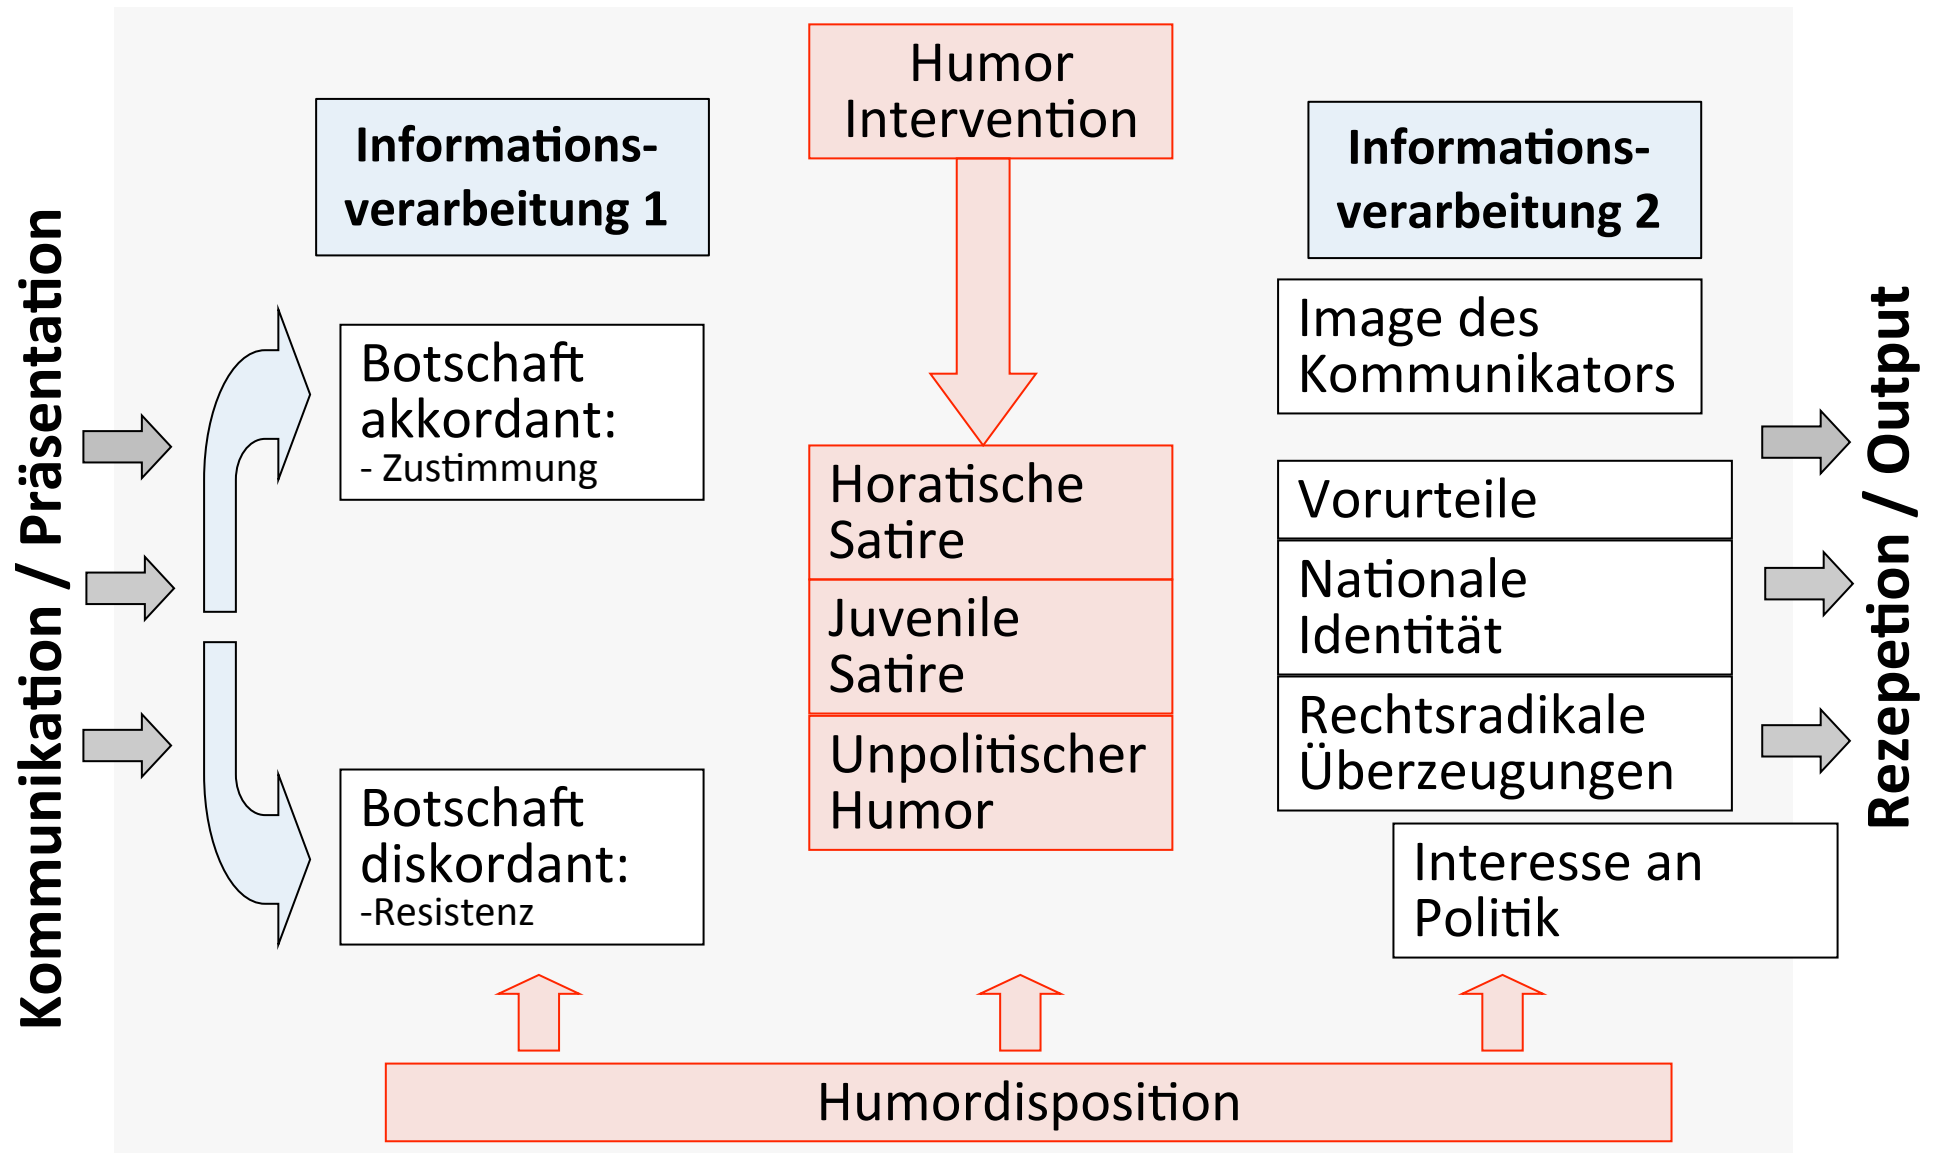 Kommunikation / Präsentation
Informations-
verarbeitung 1
Botschaft
akkordant:
- Zustimmung
Botschaft
diskordant:
-Resistenz
Humor
Intervention
Horatische
Satire
Juvenile
Satire
Unpolitischer
Humor
Informations-
verarbeitung 2
Image des
Kommunikators
Vorurteile
Nationale
Identität
Rechtsradikale
Überzeugungen
Interesse an
Politik
Humordisposition
Rezepetion / Output